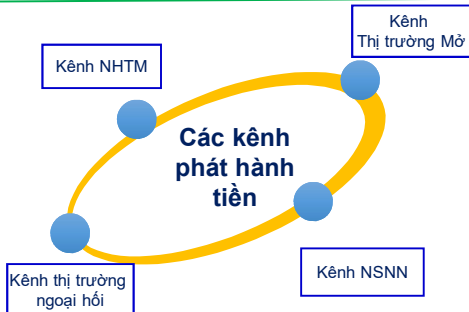 Kênh
Thị trường Mở
Kênh NHTM
Các kênh
phát hành
tiền
Kênh NSNN
Kênh thị trường
ngoại hối